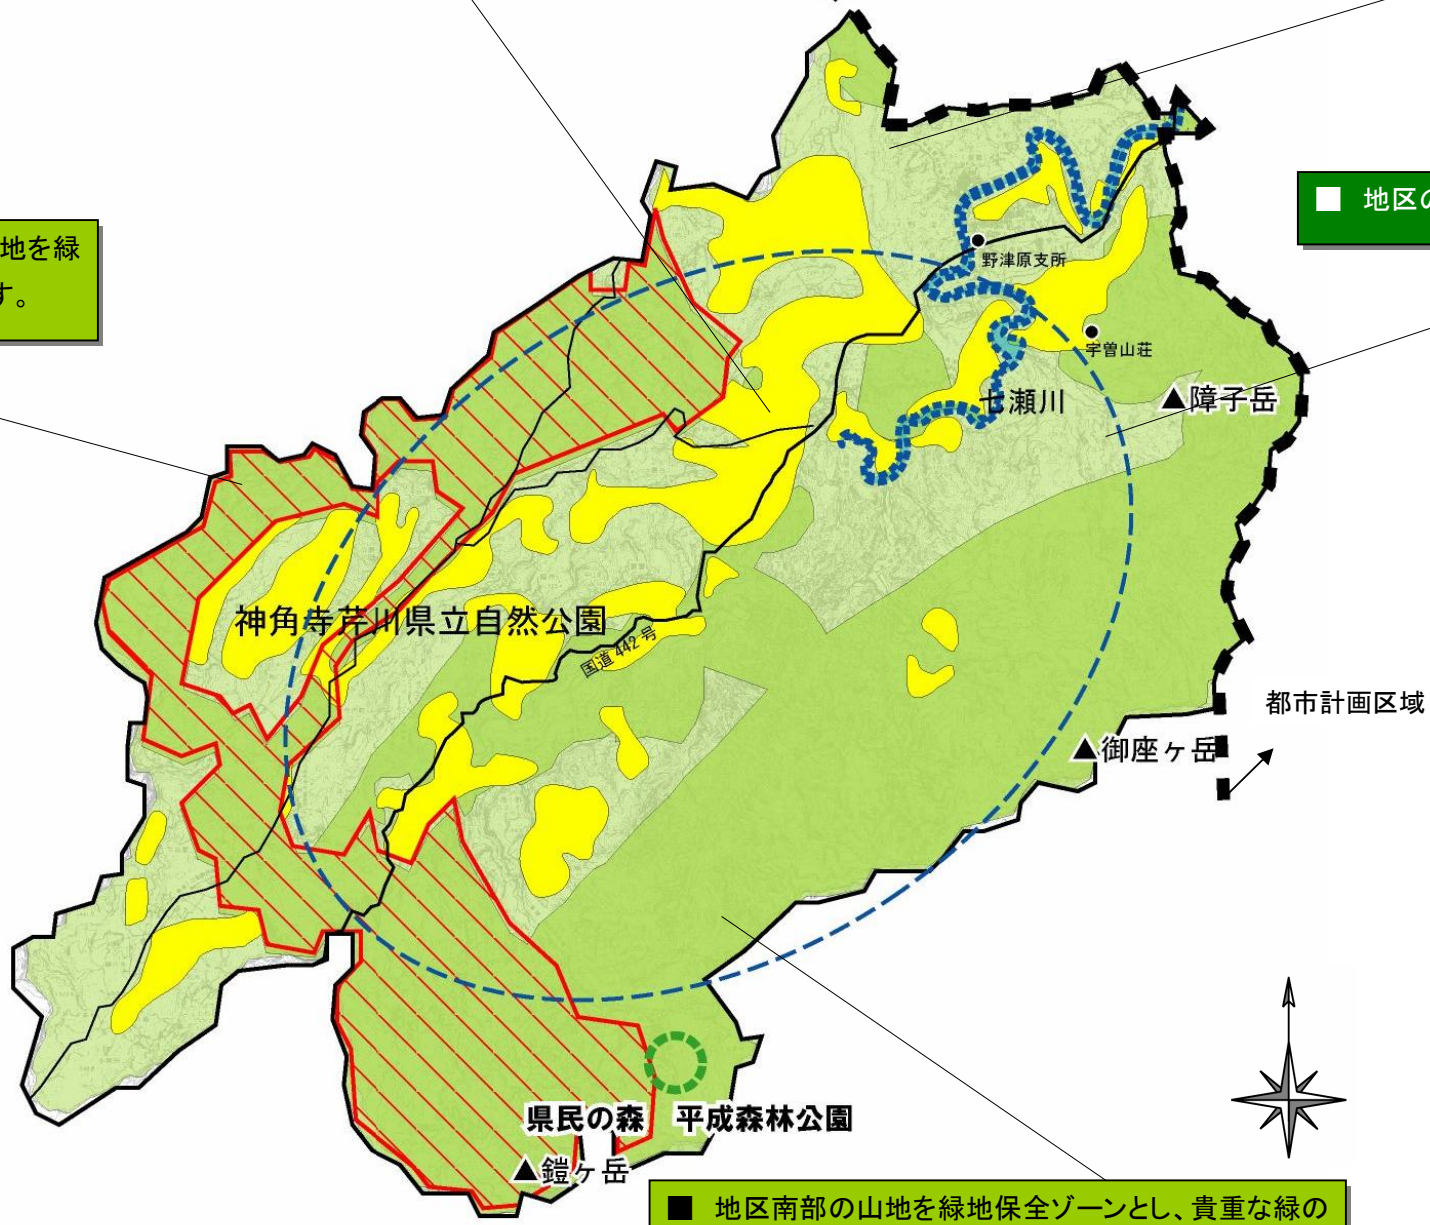 ■ 地区の
地を緑
す。
野津原支所
宇曽山荘
七瀬川
▲障子岳
神角寺芹川県立自然公園
国道 442 号
都市計画区域
▲御座ヶ岳
県民の森 平成森林公園
▲鎧ヶ岳
■ 地区南部の山地を緑地保全ゾーンとし、貴重な緑の